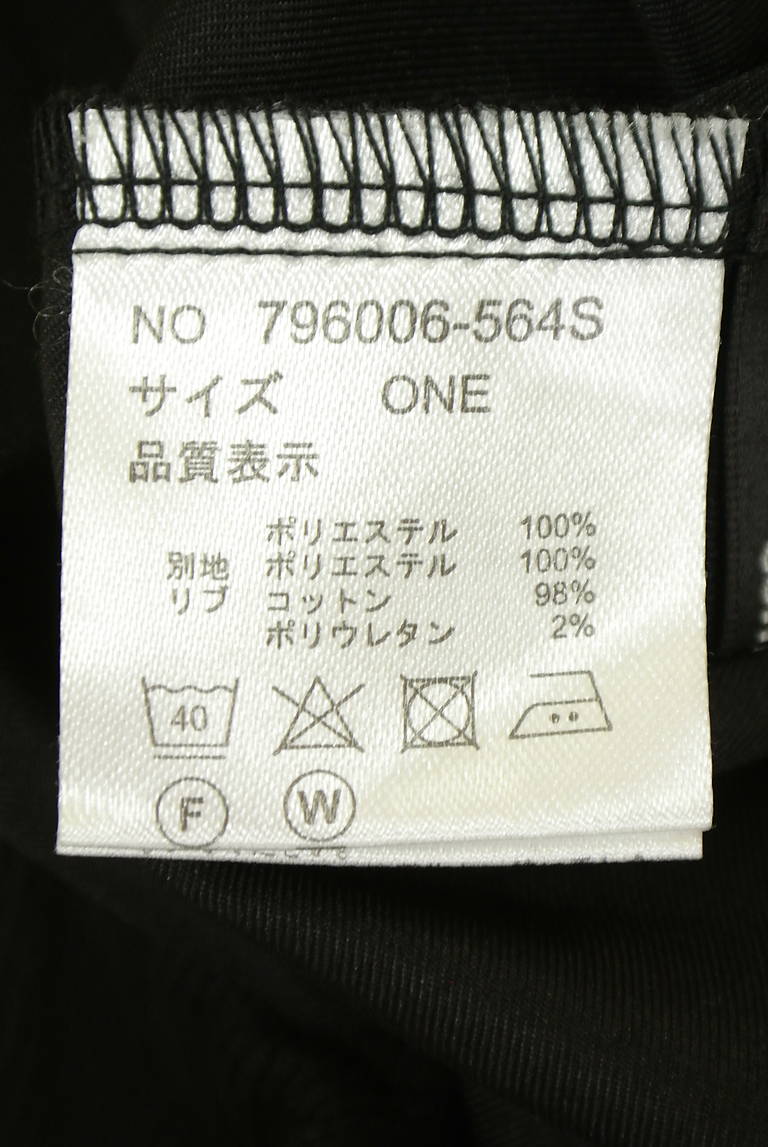 NO 796006-564S
サイズ ONE
品質表示
ポリエステル 100%
別地 ポリエステル 100%
リブ コットン 98%
ポリウレタン 2%
40
F W